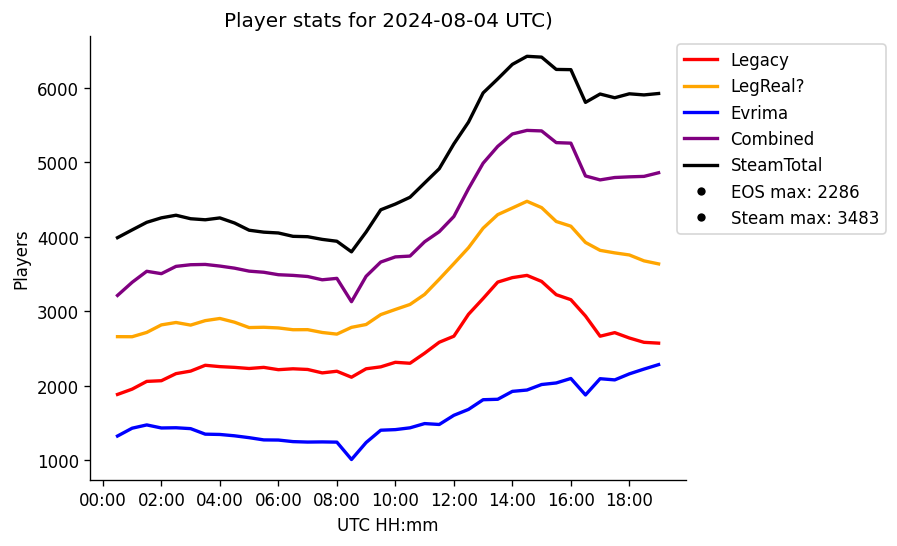 Player stats for 2024-08-04 UTC)
Legacy
LegReal?
Evrima
Combined
SteamTotal
EOS max: 2286
Steam max: 3483
Players
6000
5000
4000
3000
2000
1000
00:00 02:00 04:00 06:00 08:00 10:00 12:00 14:00 16:00 18:00
UTC HH:mm